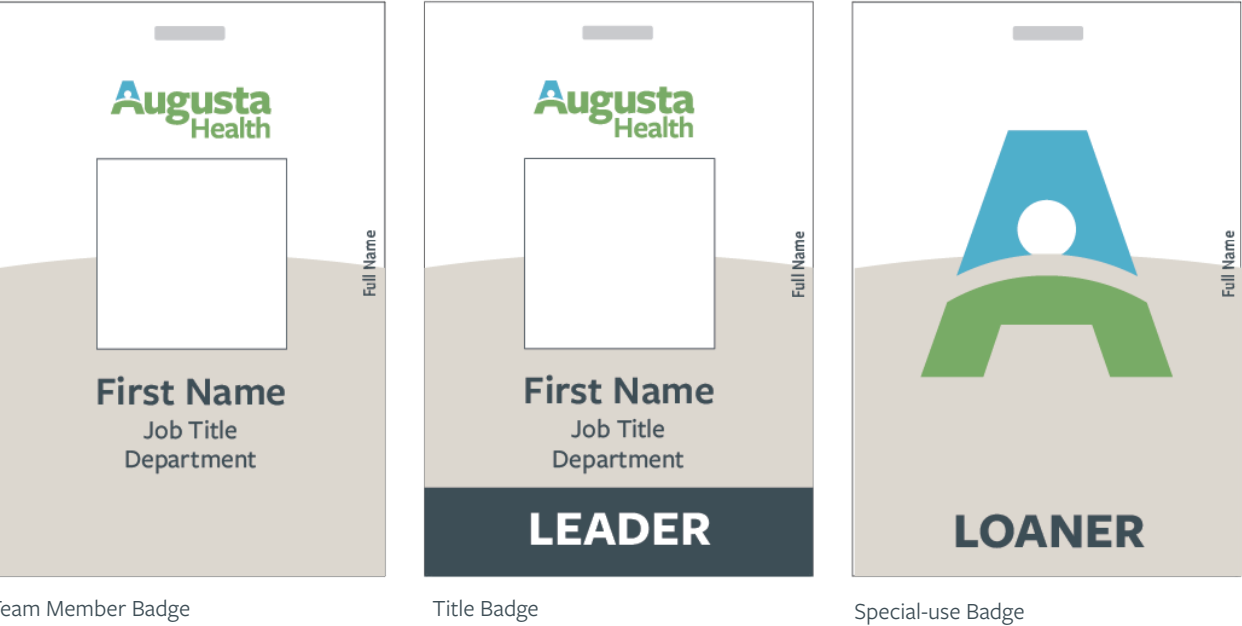 Augusta
Health
Full Name
First Name
Job Title
Department
Team Member Badge
Augusta
Health
Full Name
First Name
Job Title
Department
LEADER
Title Badge
Full Name
LOANER
Special-use Badge